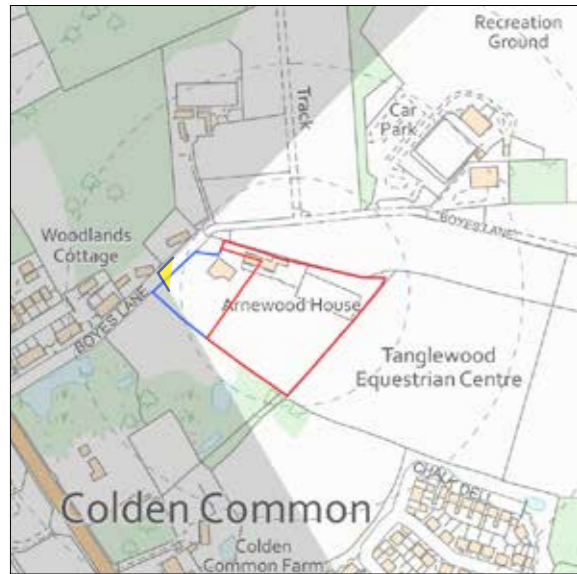 Recreation
Ground
Track
Car
Park
BOYES LANE
Woodlands
Cottage
BOYES LANE
Arnewood House
Tanglewood
Equestrian Centre
CHALK DELL
Colden Common
Colden
Common Farm